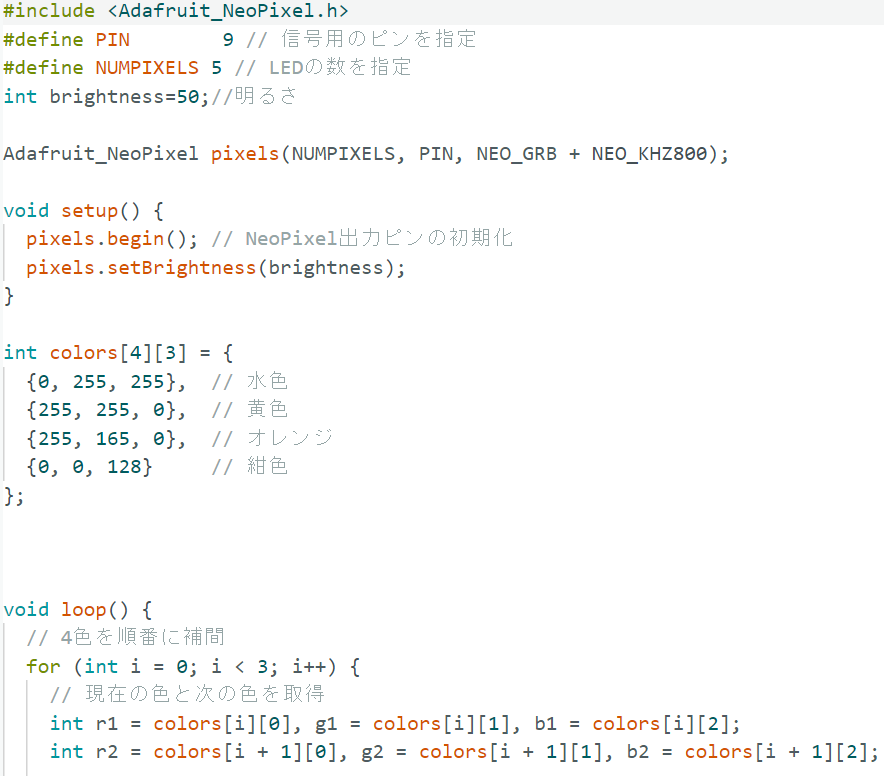 #include <Adafruit_NeoPixel.h>
#define PIN        9 // 信号用のピンを指定
#define NUMPIXELS 5 // LEDの数を指定
int brightness=50;//明るさ
Adafruit_NeoPixel pixels(NUMPIXELS, PIN, NEO_GRB + NEO_KHZ800);
void setup() {
  pixels.begin(); // NeoPixel出力ピンの初期化
  pixels.setBrightness(brightness);
}
int colors[4][3] = {
  {0, 255, 255},  // 水色
  {255, 255, 0},  // 黄色
  {255, 165, 0},  // オレンジ
  {0, 0, 128}     // 紺色
};
void loop() {
  // 4色を順番に補間
  for (int i = 0; i < 3; i++) {
    // 現在の色と次の色を取得
    int r1 = colors[i][0], g1 = colors[i][1], b1 = colors[i][2];
    int r2 = colors[i + 1][0], g2 = colors[i + 1][1], b2 = colors[i + 1][2];